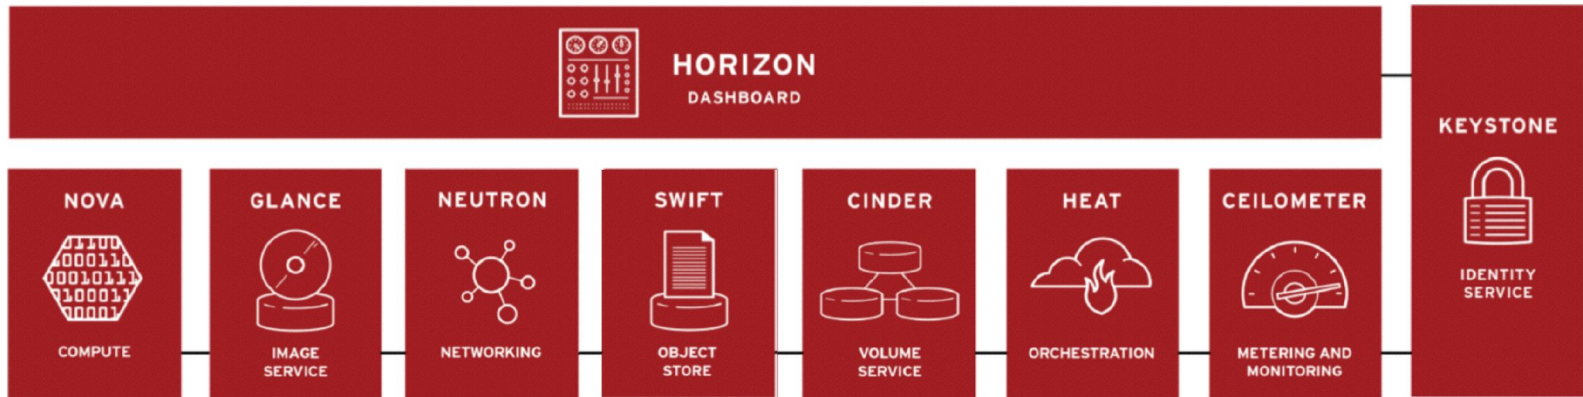 HORIZON
DASHBOARD
KEYSTONE
IDENTITY
SERVICE
NOVA
COMPUTE
GLANCE
IMAGE
SERVICE
NEUTRON
NETWORKING
SWIFT
OBJECT
STORE
CINDER
VOLUME
SERVICE
HEAT
ORCHESTRATION
CEILOMETER
METERING AND
MONITORING